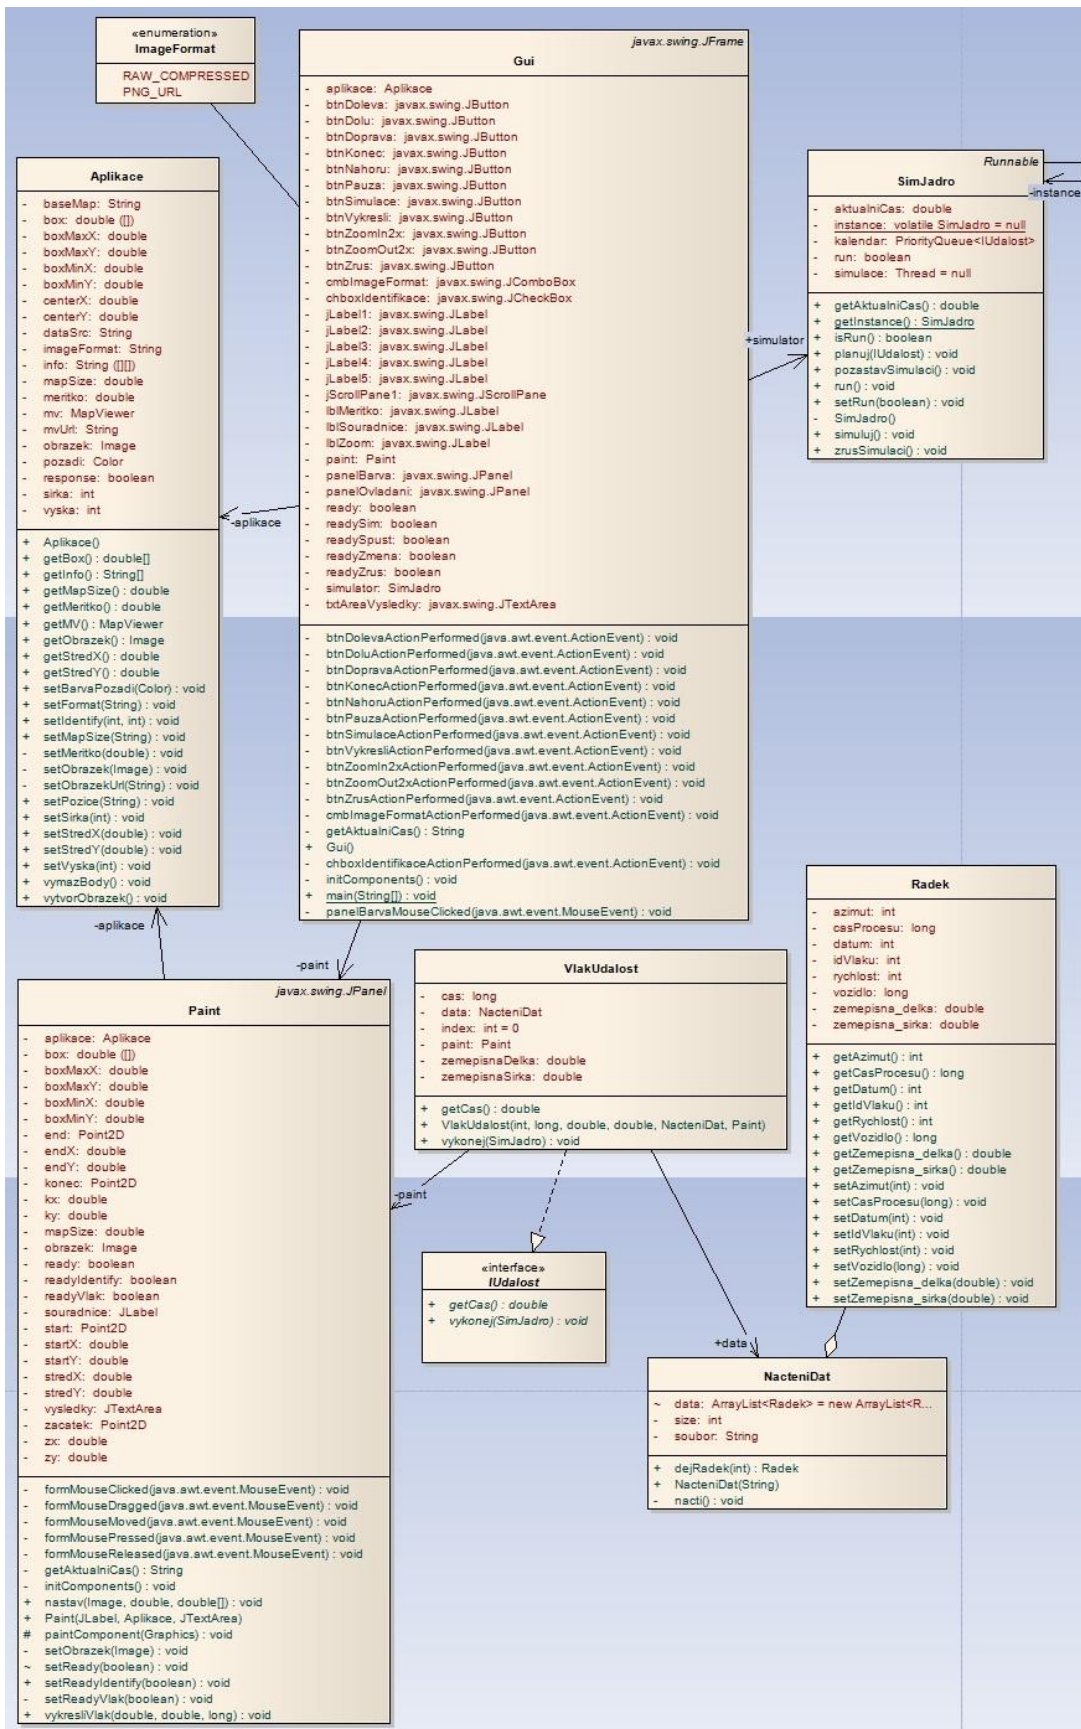 «enumeration»
ImageFormat
RAW_COMPRESSED
PNG_URL
javax.swing.JFrame
Gui
- aplikace: Aplikace
- btnDoleva: javax.swing.JButton
- btnDolu: javax.swing.JButton
- btnDoprava: javax.swing.JButton
- btnKonec: javax.swing.JButton
- btnNahoru: javax.swing.JButton
- btnPauza: javax.swing.JButton
- btnSimulace: javax.swing.JButton
- btnVykresli: javax.swing.JButton
- btnZoomIn2x: javax.swing.JButton
- btnZoomOut2x: javax.swing.JButton
- btnZrus: javax.swing.JButton
- cmbImageFormat: javax.swing.JComboBox
- chboxIdentifikace: javax.swing.JCheckBox
- jLabel1: javax.swing.JLabel
- jLabel2: javax.swing.JLabel
- jLabel3: javax.swing.JLabel
- jLabel4: javax.swing.JLabel
- jLabel5: javax.swing.JLabel
- jScrollPane1: javax.swing.JScrollPane
- lblMeritko: javax.swing.JLabel
- lblSouradnice: javax.swing.JLabel
- lblZoom: javax.swing.JLabel
- paint: Paint
- panelBarva: javax.swing.JPanel
- panelOvladani: javax.swing.JPanel
- ready: boolean
- readySim: boolean
- readySpust: boolean
- readyZmena: boolean
- readyZrus: boolean
- simulator: SimJadro
- txtAreaVysledky: javax.swing.JTextArea
- btnDolevaActionPerformed(java.awt.event.ActionEvent) : void
- btnDoluActionPerformed(java.awt.event.ActionEvent) : void
- btnDopravaActionPerformed(java.awt.event.ActionEvent) : void
- btnKonecActionPerformed(java.awt.event.ActionEvent) : void
- btnNahoruActionPerformed(java.awt.event.ActionEvent) : void
- btnPauzaActionPerformed(java.awt.event.ActionEvent) : void
- btnSimulaceActionPerformed(java.awt.event.ActionEvent) : void
- btnVykresliActionPerformed(java.awt.event.ActionEvent) : void
- btnZoomIn2xActionPerformed(java.awt.event.ActionEvent) : void
- btnZoomOut2xActionPerformed(java.awt.event.ActionEvent) : void
- btnZrusActionPerformed(java.awt.event.ActionEvent) : void
- cmbImageFormatActionPerformed(java.awt.event.ActionEvent) : void
- getAktualniCas() : String
+ Gui()
- chboxIdentifikaceActionPerformed(java.awt.event.ActionEvent) : void
- initComponents() : void
+ main(String[]) : void
- panelBarvaMouseClicked(java.awt.event.MouseEvent) : void
Runnable
SimJadro
- aktualniCas: double
- instance: volatile SimJadro = null
- kalendar: PriorityQueue<IUdalost>
- run: boolean
- simulace: Thread = null
+ getAktualniCas() : double
+ getInstance() : SimJadro
+ isRun() : boolean
+ planuj(IUdalost) : void
+ pozastavSimulaci() : void
+ run() : void
+ setRun(boolean) : void
- SimJadro()
+ simuluj() : void
+ zrusSimulaci() : void
-instance
+simulator
Aplikace
- baseMap: String
- box: double ([])
- boxMaxX: double
- boxMaxY: double
- boxMinX: double
- boxMinY: double
- centerX: double
- centerY: double
- dataSrc: String
- imageFormat: String
- info: String ([][])
- mapSize: double
- meritko: double
- mv: MapViewer
- mvUrl: String
- obrazek: Image
- pozadi: Color
- response: boolean
- sirka: int
- vyska: int
+ Aplikace()
+ getBox() : double[]
+ getInfo() : String[]
+ getMapSize() : double
+ getMeritko() : double
+ getMV() : MapViewer
+ getObrazek() : Image
+ getStredX() : double
+ getStredY() : double
+ setBarvaPozadi(Color) : void
+ setFormat(String) : void
+ setIdentify(int, int) : void
+ setMapSize(String) : void
- setMeritko(double) : void
- setObrazek(Image) : void
- setObrazekUrl(String) : void
+ setPozice(String) : void
+ setSirka(int) : void
+ setStredX(double) : void
+ setStredY(double) : void
+ setVyska(int) : void
+ vymazBody() : void
+ vytvorObrazek() : void
-aplikace
-aplikace
-paint
javax.swing.JPanel
Paint
- aplikace: Aplikace
- box: double ([])
- boxMaxX: double
- boxMaxY: double
- boxMinX: double
- boxMinY: double
- end: Point2D
- endX: double
- endY: double
- konec: Point2D
- kx: double
- ky: double
- mapSize: double
- obrazek: Image
- ready: boolean
- readyIdentify: boolean
- readyVlak: boolean
- souradnice: JLabel
- start: Point2D
- startX: double
- startY: double
- stredX: double
- stredY: double
- vysledky: JTextArea
- zacatek: Point2D
- zx: double
- zy: double
- formMouseClicked(java.awt.event.MouseEvent) : void
- formMouseDragged(java.awt.event.MouseEvent) : void
- formMouseMoved(java.awt.event.MouseEvent) : void
- formMousePressed(java.awt.event.MouseEvent) : void
- formMouseReleased(java.awt.event.MouseEvent) : void
- getAktualniCas() : String
- initComponents() : void
+ nastav(Image, double, double[]) : void
+ Paint(JLabel, Aplikace, JTextArea)
# paintComponent(Graphics) : void
- setObrazek(Image) : void
~ setReady(boolean) : void
+ setReadyIdentify(boolean) : void
- setReadyVlak(boolean) : void
+ vykresliVlak(double, double, long) : void
VlakUdalost
- cas: long
- data: NacteniDat
- index: int = 0
- paint: Paint
- zemepisnaDelka: double
- zemepisnaSirka: double
+ getCas() : double
+ VlakUdalost(int, long, double, double, NacteniDat, Paint)
+ vykonej(SimJadro) : void
-paint
«interface»
IUdalost
+ getCas() : double
+ vykonej(SimJadro) : void
Radek
- azimut: int
- casProcesu: long
- datum: int
- idVlaku: int
- rychlost: int
- vozidlo: long
- zemepisna_delka: double
- zemepisna_sirka: double
+ getAzimut() : int
+ getCasProcesu() : long
+ getDatum() : int
+ getIdVlaku() : int
+ getRychlost() : int
+ getVozidlo() : long
+ getZemepisna_delka() : double
+ getZemepisna_sirka() : double
+ setAzimut(int) : void
+ setCasProcesu(long) : void
+ setDatum(int) : void
+ setIdVlaku(int) : void
+ setRychlost(int) : void
+ setVozidlo(long) : void
+ setZemepisna_delka(double) : void
+ setZemepisna_sirka(double) : void
+data
NacteniDat
~ data: ArrayList<Radek> = new ArrayList<R...
- size: int
- soubor: String
+ dejRadek(int) : Radek
+ NacteniDat(String)
- nacti() : void